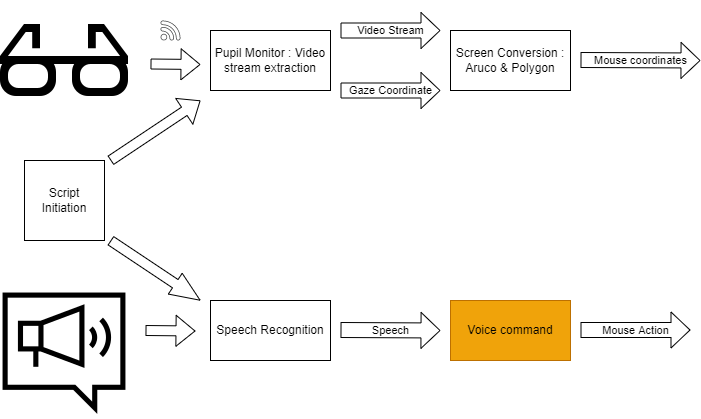 Pupil Monitor : Video
stream extraction
Video Stream
Gaze Coordinate
Screen Conversion :
Aruco & Polygon
Mouse coordinates
Script
Initiation
Speech Recognition
Speech
Voice command
Mouse Action